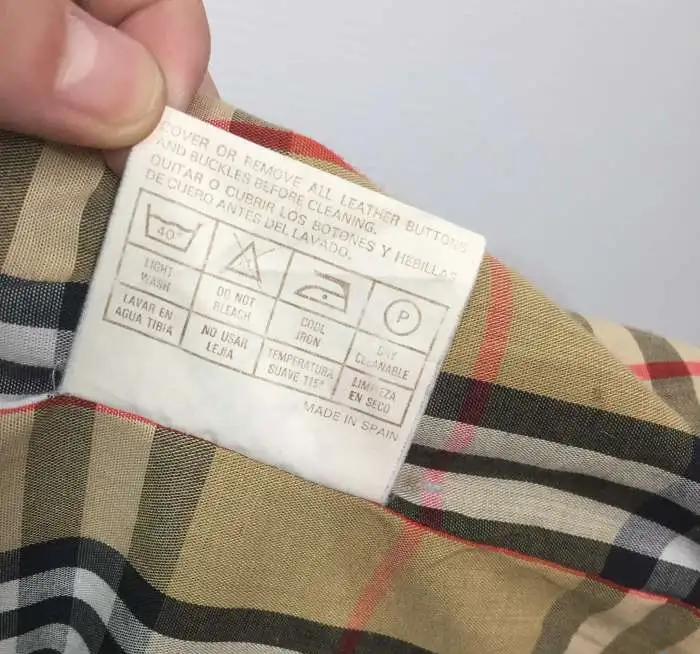 COVER OR REMOVE ALL LEATHER BUTTONS
AND BUCKLES BEFORE CLEANING.
QUITAR O CUBRIR LOS BOTONES Y HEBILLAS
DE CUERO ANTES DEL LAVADO.
40°
P
LIGHT WASH
DO NOT BLEACH
COOL IRON
DRY CLEANABLE
LAVAR EN AGUA TIBIA
NO USAR LEJIA
TEMPERATURA SUAVE 115°
LIMPIEZA EN SECO
MADE IN SPAIN